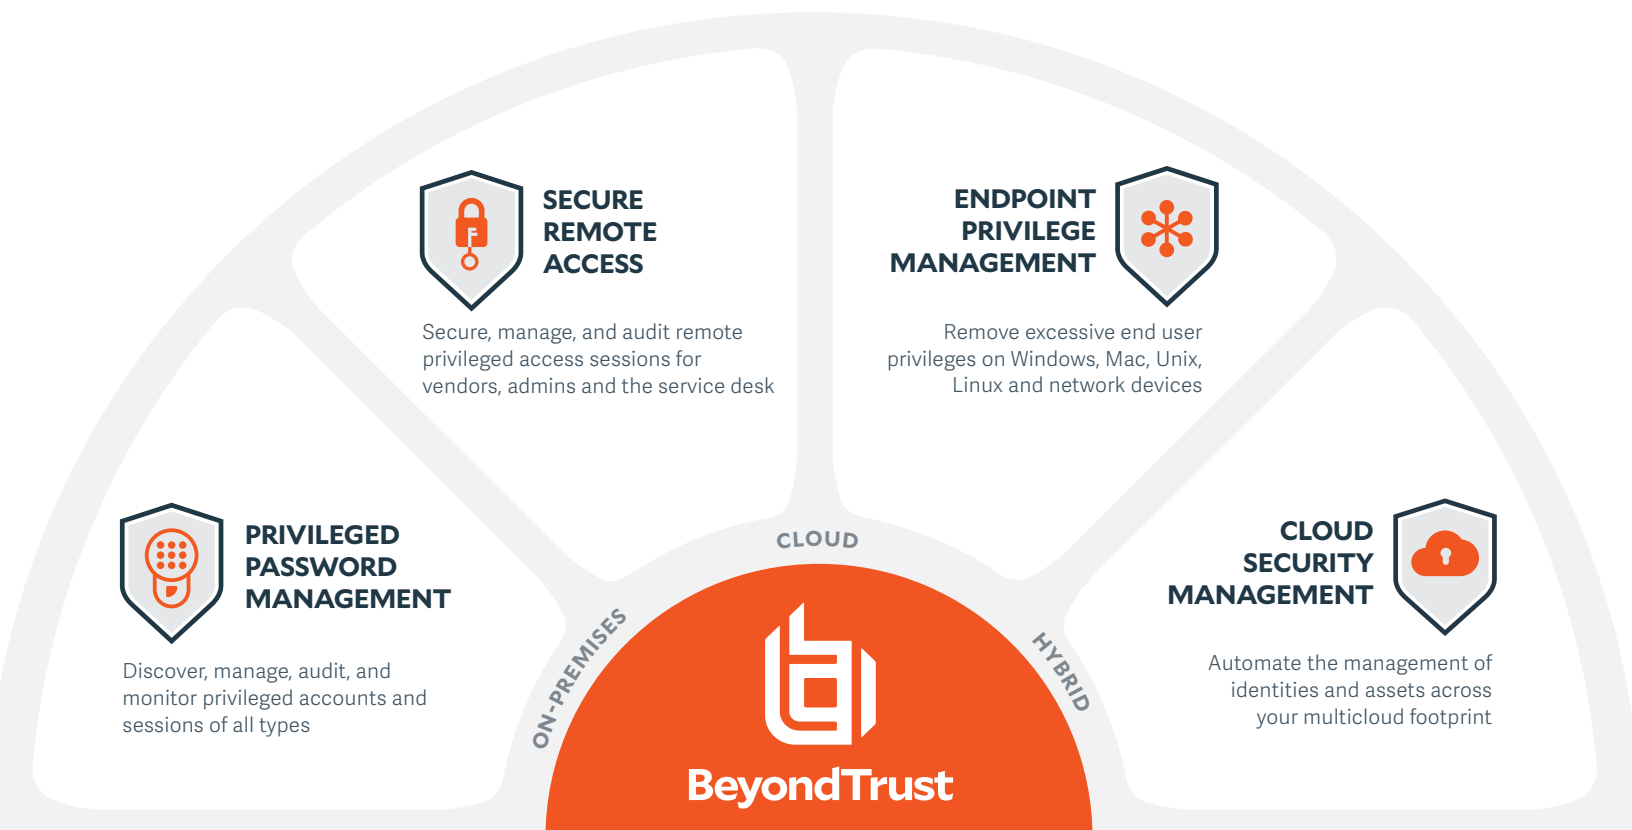 SECURE
REMOTE
ACCESS
Secure, manage, and audit remote
privileged access sessions for
vendors, admins and the service desk
ENDPOINT
PRIVILEGE
MANAGEMENT
Remove excessive end user
privileges on Windows, Mac, Unix,
Linux and network devices
PRIVILEGED
PASSWORD
MANAGEMENT
Discover, manage, audit, and
monitor privileged accounts and
sessions of all types
CLOUD
SECURITY
MANAGEMENT
Automate the management of
identities and assets across
your multicloud footprint
ON-PREMISES
CLOUD
HYBRID
BeyondTrust